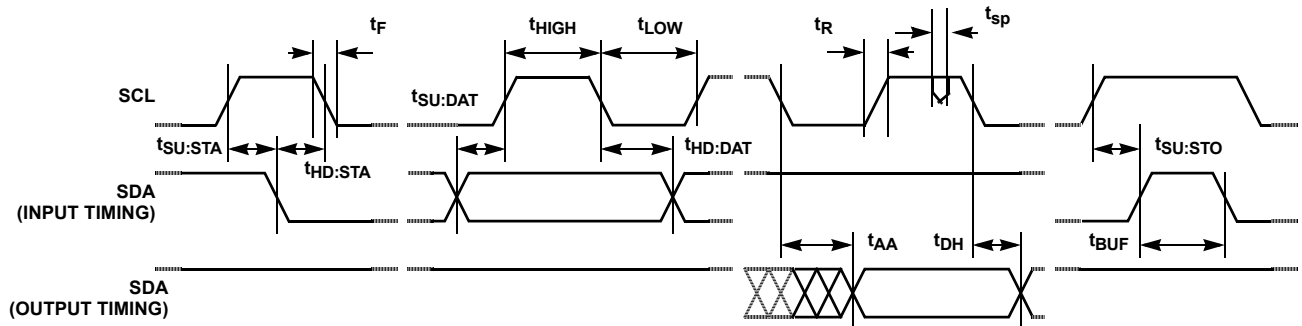 tF
tHIGH
tLOW
tR
tsp
SCL
tSU:DAT
tSU:STA
tHD:STA
tHD:DAT
tSU:STO
SDA
(INPUT TIMING)
tAA
tDH
tBUF
SDA
(OUTPUT TIMING)